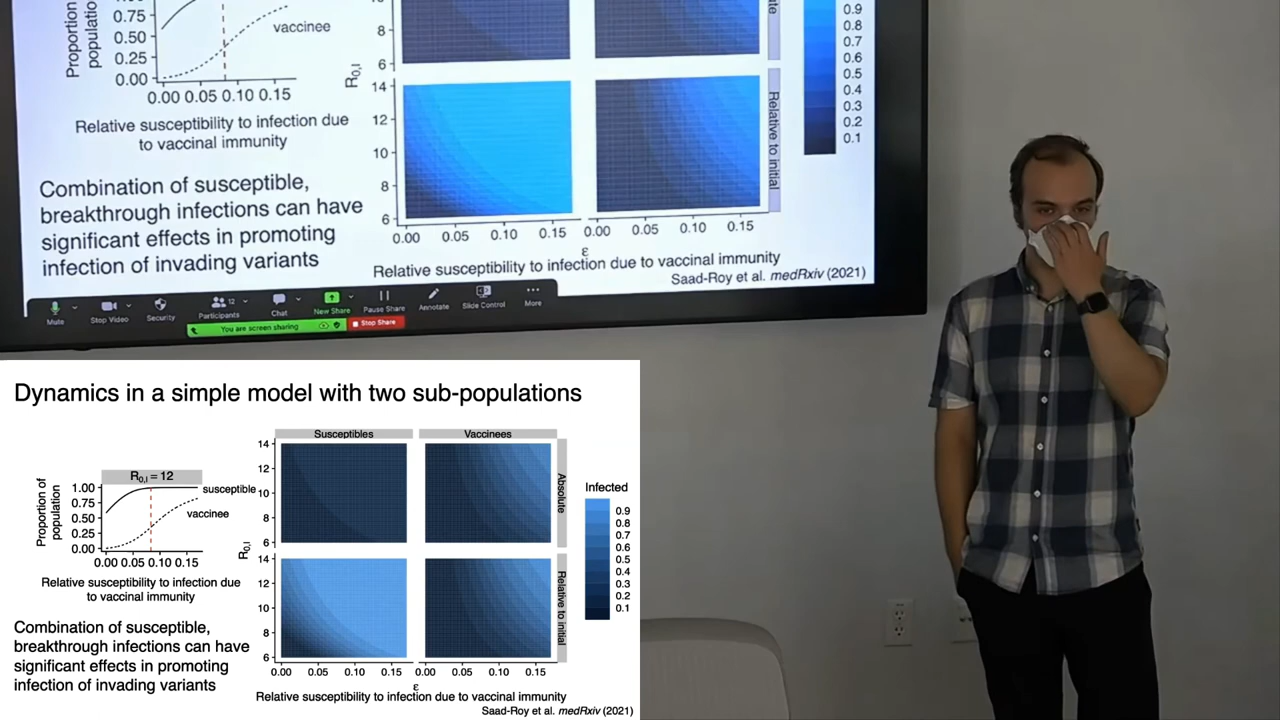 Proportion
population
0.75
0.50
0.25
0.00
vaccinee
0.00 0.05 0.10 0.15
Relative susceptibility to infection due
to vaccinal immunity
Combination of susceptible,
breakthrough infections can have
significant effects in promoting
infection of invading variants
R0,I
8
6
14
12
10
8
6
0.00 0.05 0.10 0.15 0.00 0.05 0.10 0.15
ε
Relative susceptibility to infection due to vaccinal immunity
Saad-Roy et al. medRxiv (2021)
Relative to initial
0.9
0.8
0.7
0.6
0.5
0.4
0.3
0.2
0.1
Mute
Stop Video
Security
Participants
12
Chat
New Share
Pause Share
Annotate
Slide Control
More
You are screen sharing
Stop Share
Dynamics in a simple model with two sub-populations
R0,I = 12
Proportion of
population
1.00
0.75
0.50
0.25
0.00
susceptible
vaccinee
0.00 0.05 0.10 0.15
Relative susceptibility to infection due
to vaccinal immunity
Combination of susceptible,
breakthrough infections can have
significant effects in promoting
infection of invading variants
Susceptibles
Vaccinees
R0,I
14
12
10
8
6
14
12
10
8
6
Absolute
Relative to initial
0.00 0.05 0.10 0.15 0.00 0.05 0.10 0.15
ε
Relative susceptibility to infection due to vaccinal immunity
Saad-Roy et al. medRxiv (2021)
Infected
0.9
0.8
0.7
0.6
0.5
0.4
0.3
0.2
0.1